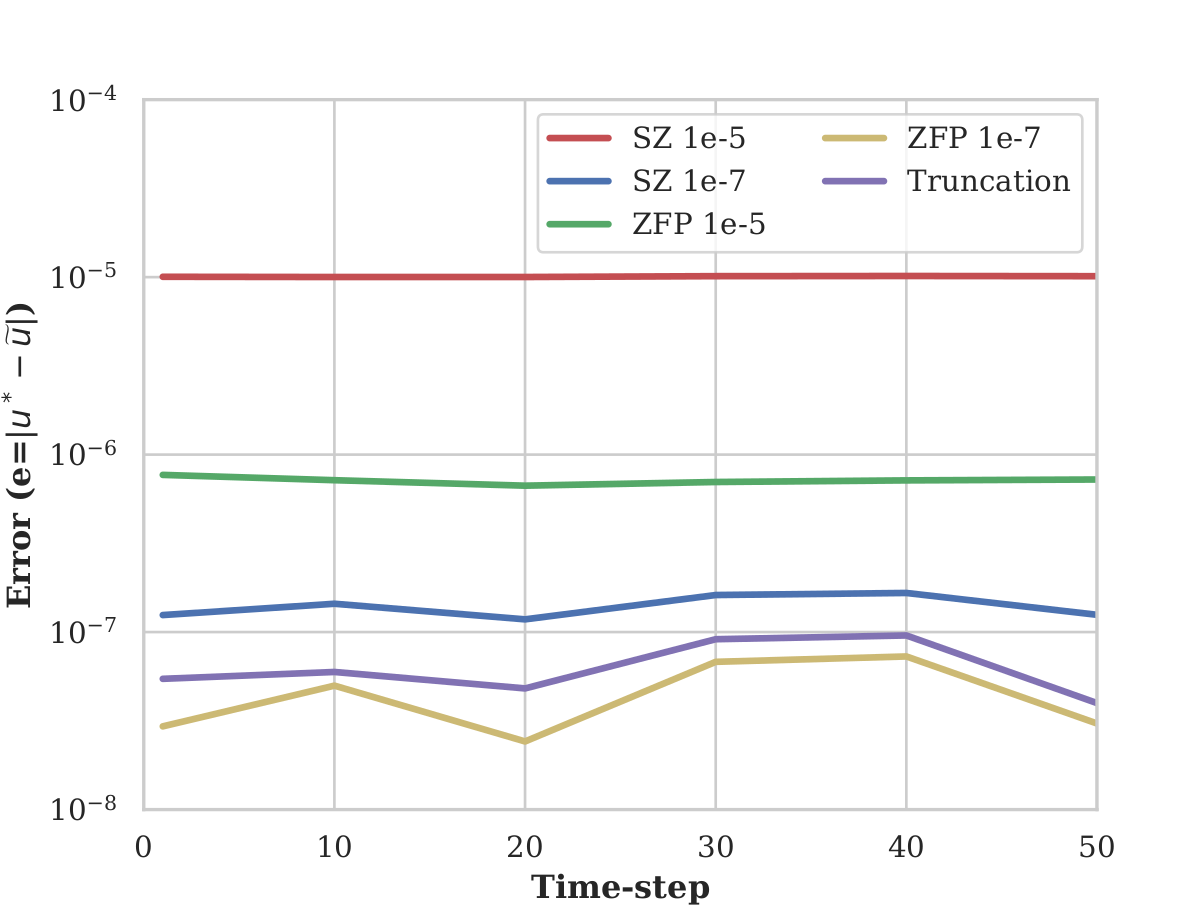 10⁻⁴
10⁻⁵
10⁻⁶
10⁻⁷
10⁻⁸
Error (e=|u* − ũ|)
SZ 1e-5
SZ 1e-7
ZFP 1e-5
ZFP 1e-7
Truncation
0 10 20 30 40 50
Time-step